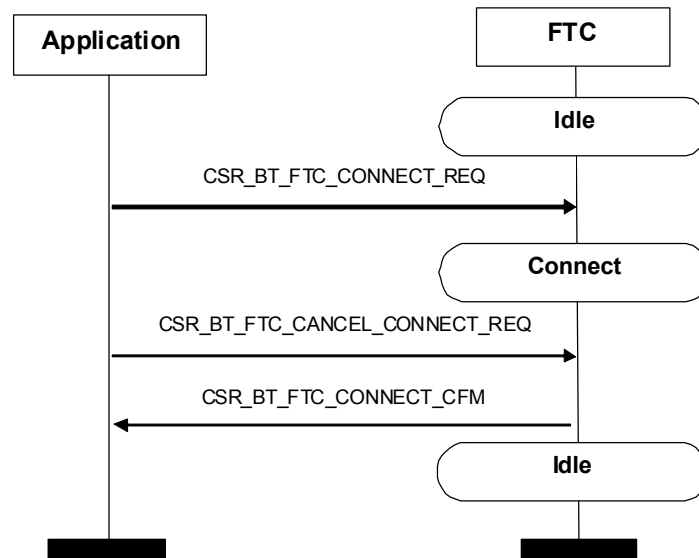 Application
FTC
Idle
CSR_BT_FTC_CONNECT_REQ
Connect
CSR_BT_FTC_CANCEL_CONNECT_REQ
CSR_BT_FTC_CONNECT_CFM
Idle